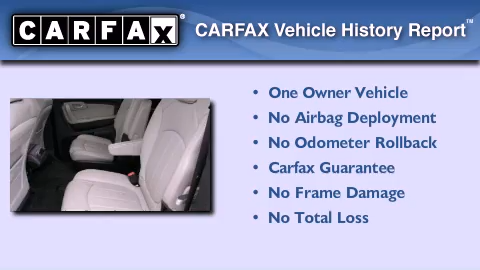 CARFAX® CARFAX Vehicle History Report™
• One Owner Vehicle
• No Airbag Deployment
• No Odometer Rollback
• Carfax Guarantee
• No Frame Damage
• No Total Loss